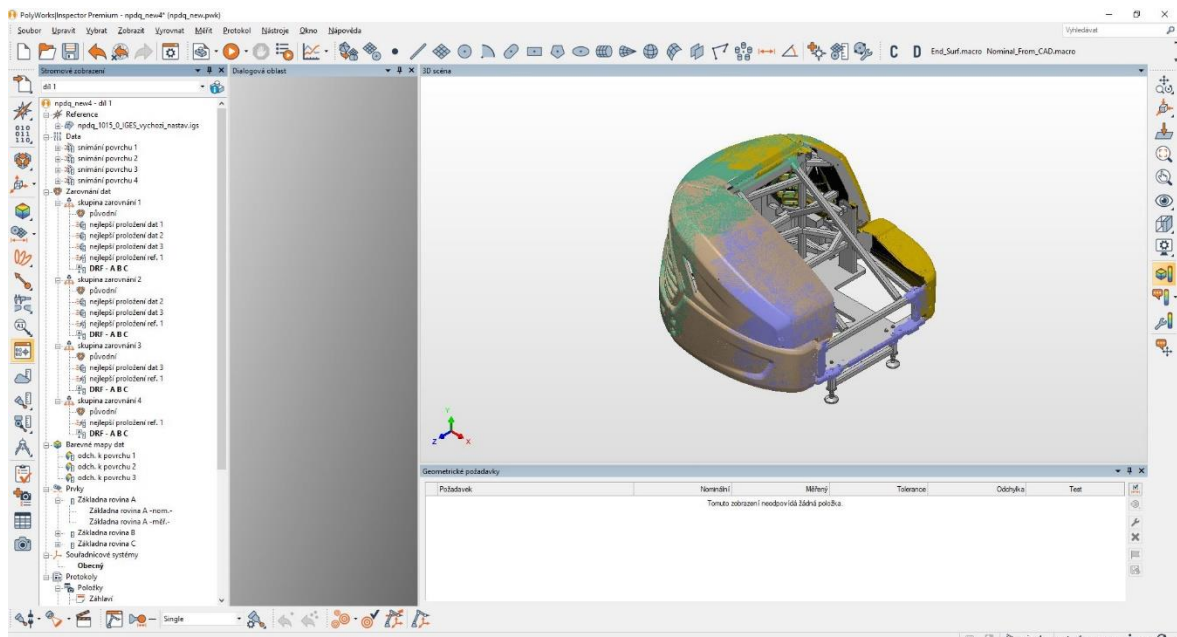 PolyWorks|Inspector Premium - npdq_new4* (npdq_new.pwk)
Soubor Upravit Vybrat Zobrazit Vyrovnat Měřit Protokol Nástroje Okno Nápověda
Vyhledávat
C D End_Surf.macro Nominal_From_CAD.macro
Stromové zobrazení
Dialogová oblast
3D scéna
díl 1
npdq_new4 - díl 1
Reference
npdq_1015_0_IGES_vychozi_nastav.igs
Data
snímání povrchu 1
snímání povrchu 2
snímání povrchu 3
snímání povrchu 4
Zarovnání dat
skupina zarovnání 1
původní
nejlepší proložení dat 1
nejlepší proložení dat 2
nejlepší proložení dat 3
nejlepší proložení ref. 1
DRF - A B C
skupina zarovnání 2
původní
nejlepší proložení dat 2
nejlepší proložení dat 3
nejlepší proložení ref. 1
DRF - A B C
skupina zarovnání 3
původní
nejlepší proložení dat 3
nejlepší proložení ref. 1
DRF - A B C
skupina zarovnání 4
původní
nejlepší proložení ref. 1
DRF - A B C
Barevné mapy dat
odch. k povrchu 1
odch. k povrchu 2
odch. k povrchu 3
Prvky
Základna rovina A
Základna rovina A -nom.-
Základna rovina A -měř.-
Základna rovina B
Základna rovina C
Souřadnicové systémy
Obecný
Protokoly
Položky
Záhlaví
Y
Z X
Geometrické požadavky
Požadavek Nominální Měřený Tolerance Odchylka Test
Tomuto zobrazení neodpovídá žádná položka
Single